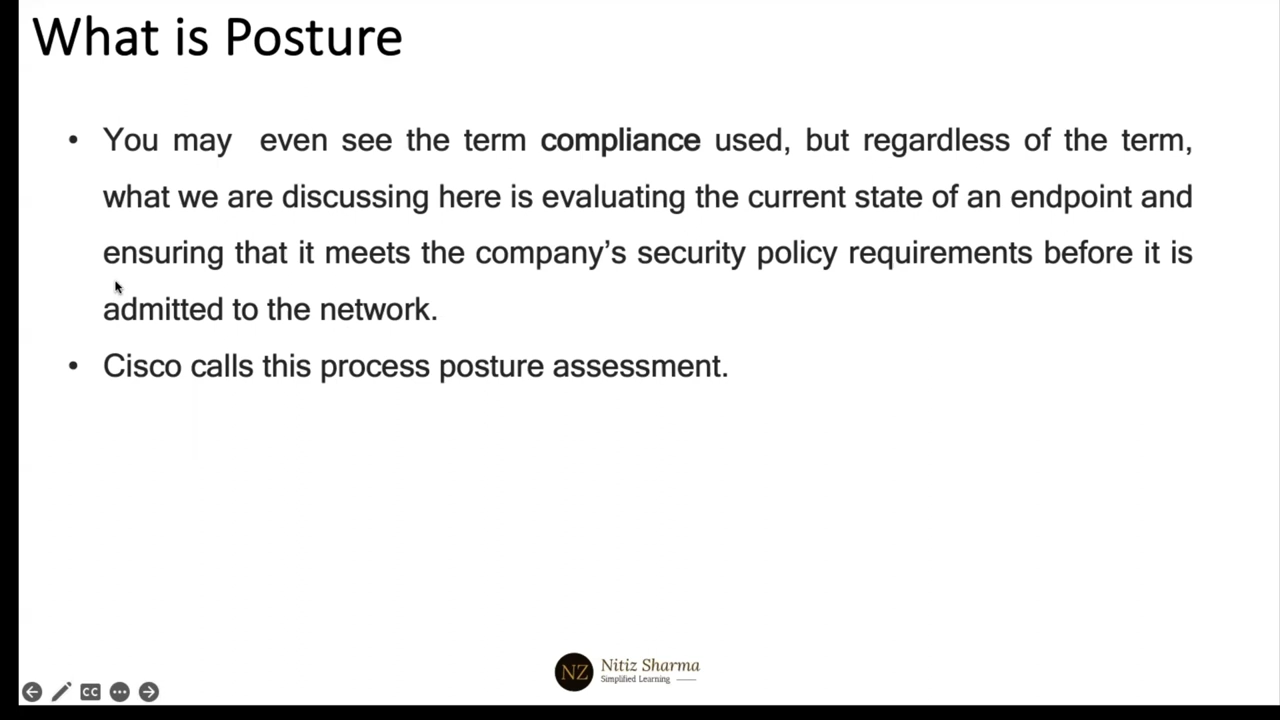 What is Posture
• You may even see the term compliance used, but regardless of the term,
what we are discussing here is evaluating the current state of an endpoint and
ensuring that it meets the company’s security policy requirements before it is
admitted to the network.
• Cisco calls this process posture assessment.
NZ
Nitiz Sharma
Simplified Learning
CC